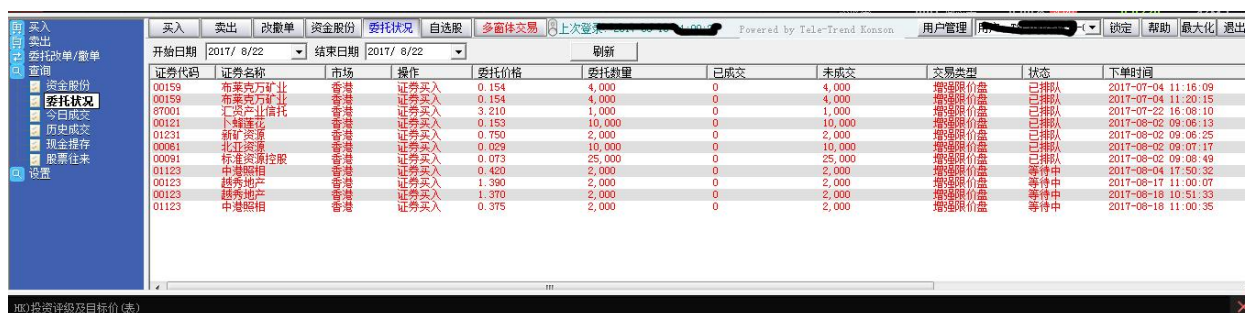 买入 卖出 改撤单 资金股份 委托状况 自选股 多窗体交易 上次登录: Powered by Tele-Trend Konson 用户管理 锁定 帮助 最大化 退出
买入
卖出
委托改单/撤单
查询
资金股份
委托状况
今日成交
历史成交
现金提存
股票往来
设置
开始日期 2017/ 8/22 结束日期 2017/ 8/22 刷新
证券代码 证券名称 市场 操作 委托价格 委托数量 已成交 未成交 交易类型 状态 下单时间
00159 布莱克万矿业 香港 证券买入 0.154 4,000 0 4,000 增强限价盘 已排队 2017-07-04 11:16:09
00159 布莱克万矿业 香港 证券买入 0.154 4,000 0 4,000 增强限价盘 已排队 2017-07-04 11:20:15
87001 汇贤产业信托 香港 证券买入 3.210 1,000 0 1,000 增强限价盘 已排队 2017-07-22 16:08:10
00121 卜蜂莲花 香港 证券买入 0.153 10,000 0 10,000 增强限价盘 已排队 2017-08-02 09:06:13
01231 新矿资源 香港 证券买入 0.750 2,000 0 2,000 增强限价盘 已排队 2017-08-02 09:06:25
00061 北亚资源 香港 证券买入 0.029 10,000 0 10,000 增强限价盘 已排队 2017-08-02 09:07:17
00091 标准资源控股 香港 证券买入 0.073 25,000 0 25,000 增强限价盘 已排队 2017-08-02 09:08:49
01123 中港照相 香港 证券买入 0.420 2,000 0 2,000 增强限价盘 等待中 2017-08-04 17:50:32
00123 越秀地产 香港 证券买入 1.390 2,000 0 2,000 增强限价盘 等待中 2017-08-17 11:00:07
00123 越秀地产 香港 证券买入 1.370 2,000 0 2,000 增强限价盘 等待中 2017-08-18 10:51:33
01123 中港照相 香港 证券买入 0.375 2,000 0 2,000 增强限价盘 等待中 2017-08-18 11:00:35
HK)投资评级及目标价(表)